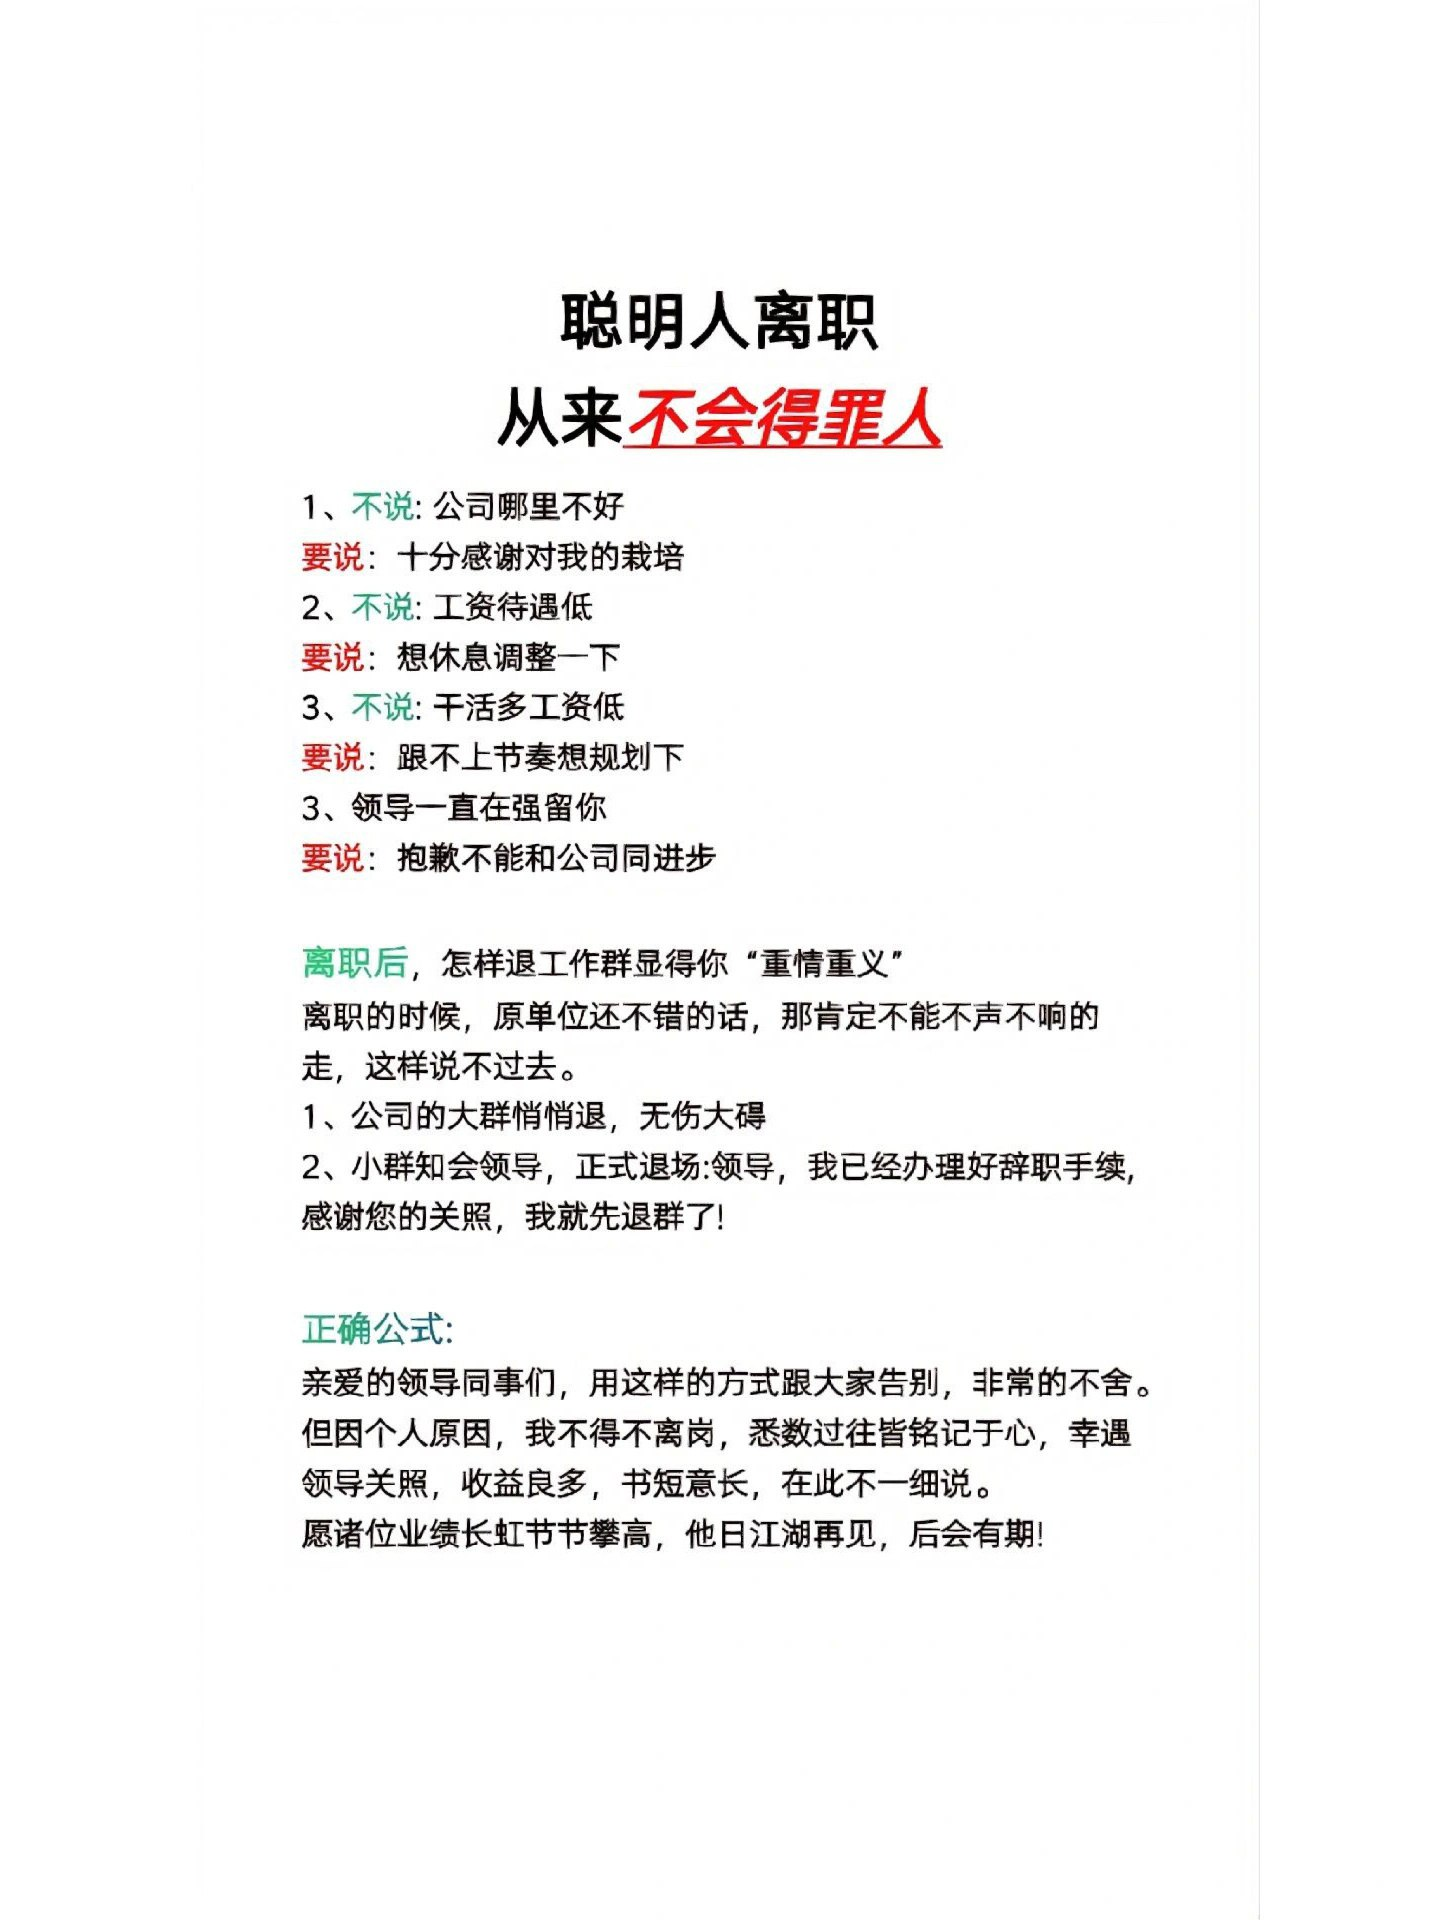 聪明人离职
从来不会得罪人
1、不说: 公司哪里不好
要说：十分感谢对我的栽培
2、不说: 工资待遇低
要说：想休息调整一下
3、不说: 干活多工资低
要说：跟不上节奏想规划下
3、领导一直在强留你
要说：抱歉不能和公司同进步
离职后，怎样退工作群显得你“重情重义”
离职的时候，原单位还不错的话，那肯定不能不声不响的
走，这样说不过去。
1、公司的大群悄悄退，无伤大碍
2、小群知会领导，正式退场:领导，我已经办理好辞职手续,
感谢您的关照，我就先退群了!
正确公式:
亲爱的领导同事们，用这样的方式跟大家告别，非常的不舍。
但因个人原因，我不得不离岗，悉数过往皆铭记于心，幸遇
领导关照，收益良多，书短意长，在此不一细说。
愿诸位业绩长虹节节攀高，他日江湖再见，后会有期!